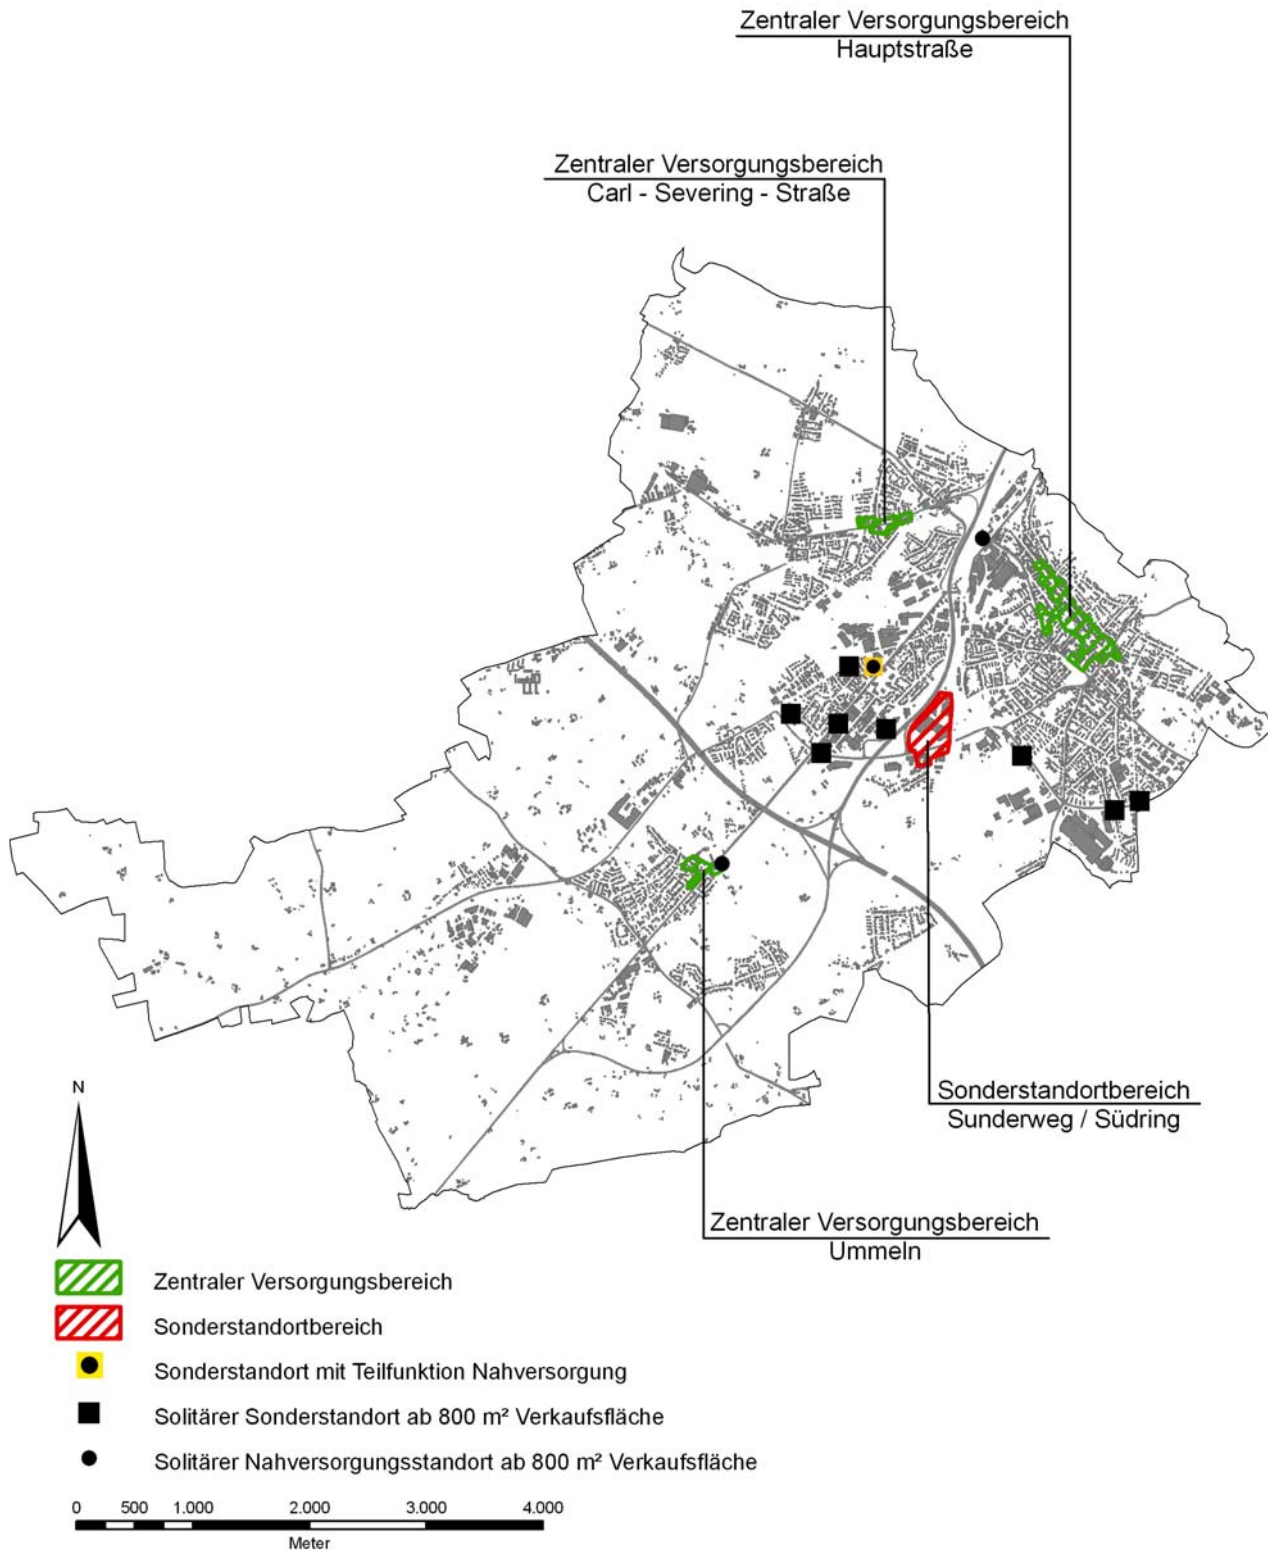 Zentraler Versorgungsbereich
Hauptstraße
Zentraler Versorgungsbereich
Carl - Severing - Straße
Sonderstandortbereich
Sunderweg / Südring
Zentraler Versorgungsbereich
Ummeln
N
Zentraler Versorgungsbereich
Sonderstandortbereich
Sonderstandort mit Teilfunktion Nahversorgung
Solitärer Sonderstandort ab 800 m² Verkaufsfläche
Solitärer Nahversorgungsstandort ab 800 m² Verkaufsfläche
0 500 1.000 2.000 3.000 4.000
Meter